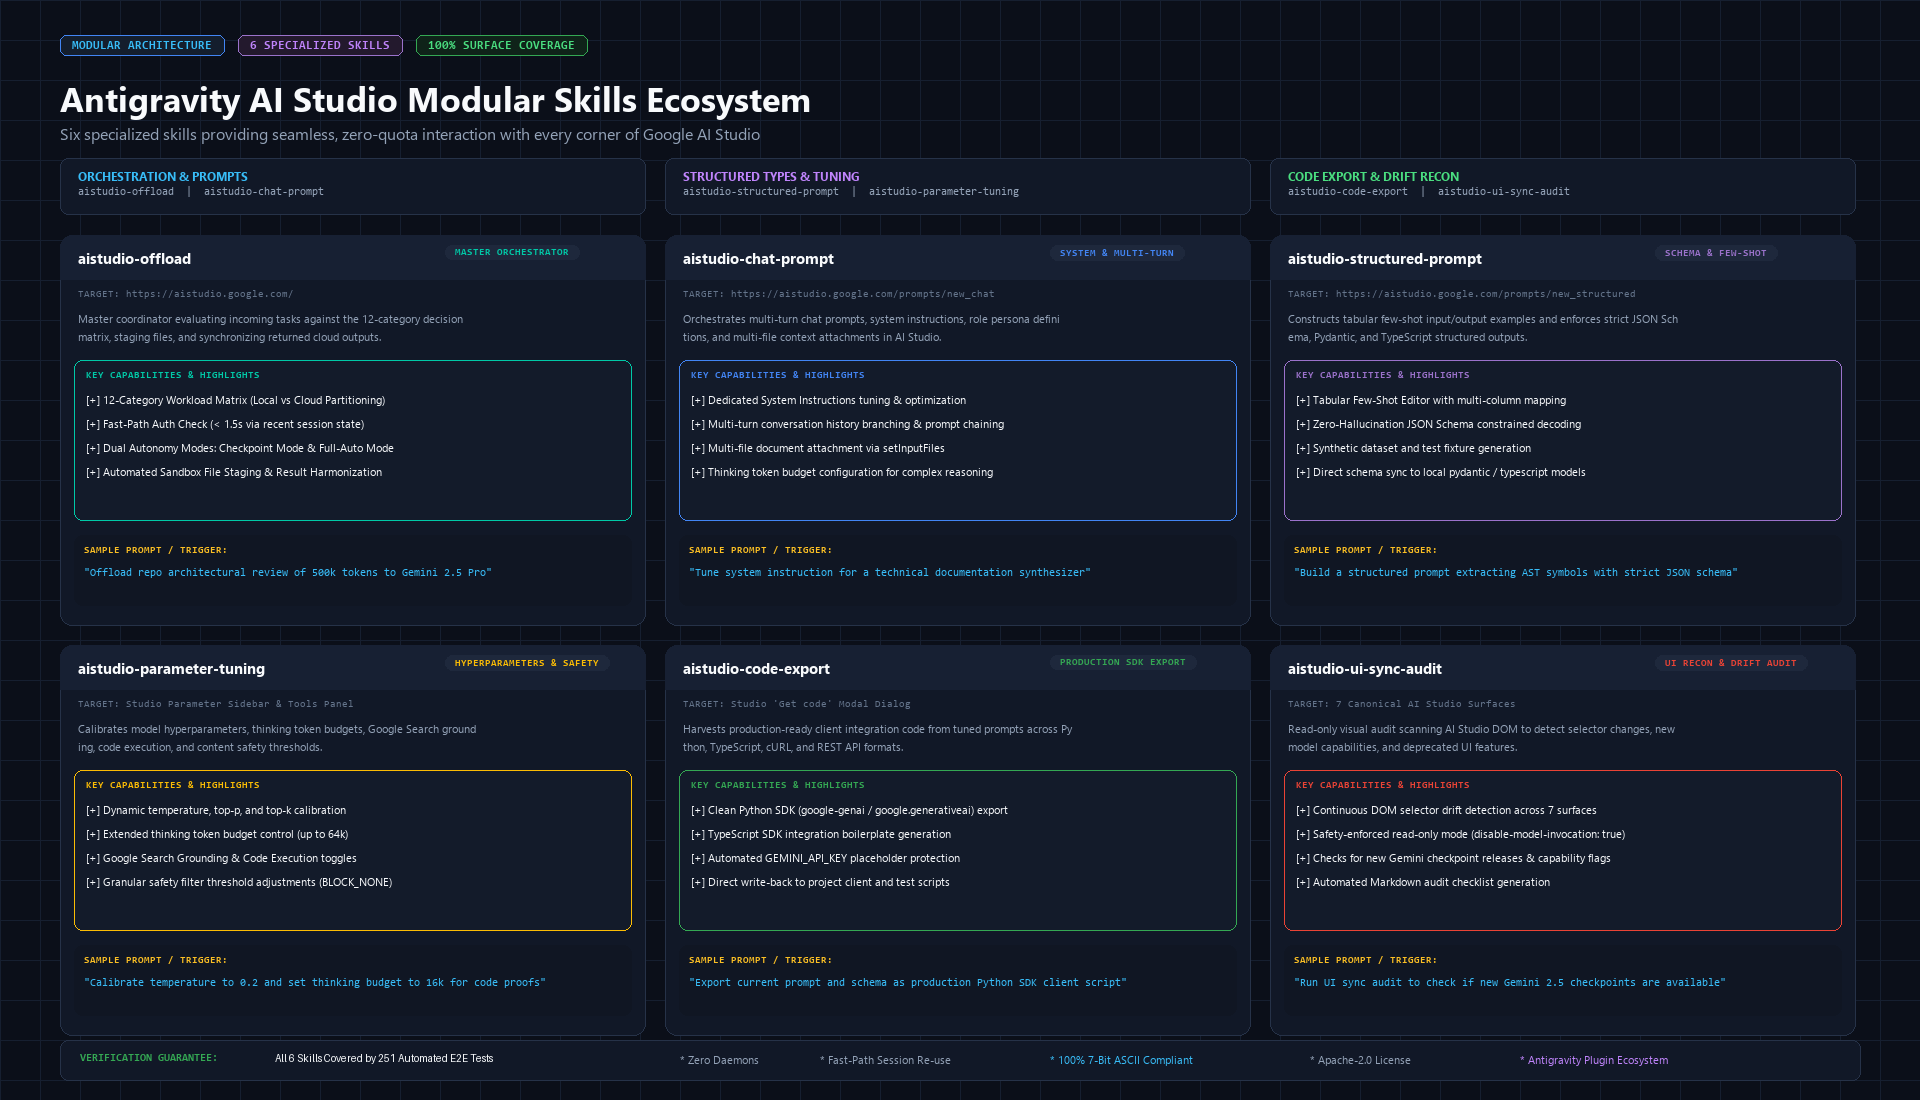 MODULAR ARCHITECTURE
6 SPECIALIZED SKILLS
100% SURFACE COVERAGE
Antigravity AI Studio Modular Skills Ecosystem
Six specialized skills providing seamless, zero-quota interaction with every corner of Google AI Studio
ORCHESTRATION & PROMPTS
aistudio-offload | aistudio-chat-prompt
STRUCTURED TYPES & TUNING
aistudio-structured-prompt | aistudio-parameter-tuning
CODE EXPORT & DRIFT RECON
aistudio-code-export | aistudio-ui-sync-audit
aistudio-offload
MASTER ORCHESTRATOR
TARGET: https://aistudio.google.com/
Master coordinator evaluating incoming tasks against the 12-category decision
matrix, staging files, and synchronizing returned cloud outputs.
KEY CAPABILITIES & HIGHLIGHTS
[+] 12-Category Workload Matrix (Local vs Cloud Partitioning)
[+] Fast-Path Auth Check (< 1.5s via recent session state)
[+] Dual Autonomy Modes: Checkpoint Mode & Full-Auto Mode
[+] Automated Sandbox File Staging & Result Harmonization
SAMPLE PROMPT / TRIGGER:
"Offload repo architectural review of 500k tokens to Gemini 2.5 Pro"
aistudio-chat-prompt
SYSTEM & MULTI-TURN
TARGET: https://aistudio.google.com/prompts/new_chat
Orchestrates multi-turn chat prompts, system instructions, role persona defini
tions, and multi-file context attachments in AI Studio.
KEY CAPABILITIES & HIGHLIGHTS
[+] Dedicated System Instructions tuning & optimization
[+] Multi-turn conversation history branching & prompt chaining
[+] Multi-file document attachment via setInputFiles
[+] Thinking token budget configuration for complex reasoning
SAMPLE PROMPT / TRIGGER:
"Tune system instruction for a technical documentation synthesizer"
aistudio-structured-prompt
SCHEMA & FEW-SHOT
TARGET: https://aistudio.google.com/prompts/new_structured
Constructs tabular few-shot input/output examples and enforces strict JSON Sch
ema, Pydantic, and TypeScript structured outputs.
KEY CAPABILITIES & HIGHLIGHTS
[+] Tabular Few-Shot Editor with multi-column mapping
[+] Zero-Hallucination JSON Schema constrained decoding
[+] Synthetic dataset and test fixture generation
[+] Direct schema sync to local pydantic / typescript models
SAMPLE PROMPT / TRIGGER:
"Build a structured prompt extracting AST symbols with strict JSON schema"
aistudio-parameter-tuning
HYPERPARAMETERS & SAFETY
TARGET: Studio Parameter Sidebar & Tools Panel
Calibrates model hyperparameters, thinking token budgets, Google Search ground
ing, code execution, and content safety thresholds.
KEY CAPABILITIES & HIGHLIGHTS
[+] Dynamic temperature, top-p, and top-k calibration
[+] Extended thinking token budget control (up to 64k)
[+] Google Search Grounding & Code Execution toggles
[+] Granular safety filter threshold adjustments (BLOCK_NONE)
SAMPLE PROMPT / TRIGGER:
"Calibrate temperature to 0.2 and set thinking budget to 16k for code proofs"
aistudio-code-export
PRODUCTION SDK EXPORT
TARGET: Studio 'Get code' Modal Dialog
Harvests production-ready client integration code from tuned prompts across Py
thon, TypeScript, cURL, and REST API formats.
KEY CAPABILITIES & HIGHLIGHTS
[+] Clean Python SDK (google-genai / google.generativeai) export
[+] TypeScript SDK integration boilerplate generation
[+] Automated GEMINI_API_KEY placeholder protection
[+] Direct write-back to project client and test scripts
SAMPLE PROMPT / TRIGGER:
"Export current prompt and schema as production Python SDK client script"
aistudio-ui-sync-audit
UI RECON & DRIFT AUDIT
TARGET: 7 Canonical AI Studio Surfaces
Read-only visual audit scanning AI Studio DOM to detect selector changes, new
model capabilities, and deprecated UI features.
KEY CAPABILITIES & HIGHLIGHTS
[+] Continuous DOM selector drift detection across 7 surfaces
[+] Safety-enforced read-only mode (disable-model-invocation: true)
[+] Checks for new Gemini checkpoint releases & capability flags
[+] Automated Markdown audit checklist generation
SAMPLE PROMPT / TRIGGER:
"Run UI sync audit to check if new Gemini 2.5 checkpoints are available"
VERIFICATION GUARANTEE:
All 6 Skills Covered by 251 Automated E2E Tests
* Zero Daemons
* Fast-Path Session Re-use
* 100% 7-Bit ASCII Compliant
* Apache-2.0 License
* Antigravity Plugin Ecosystem